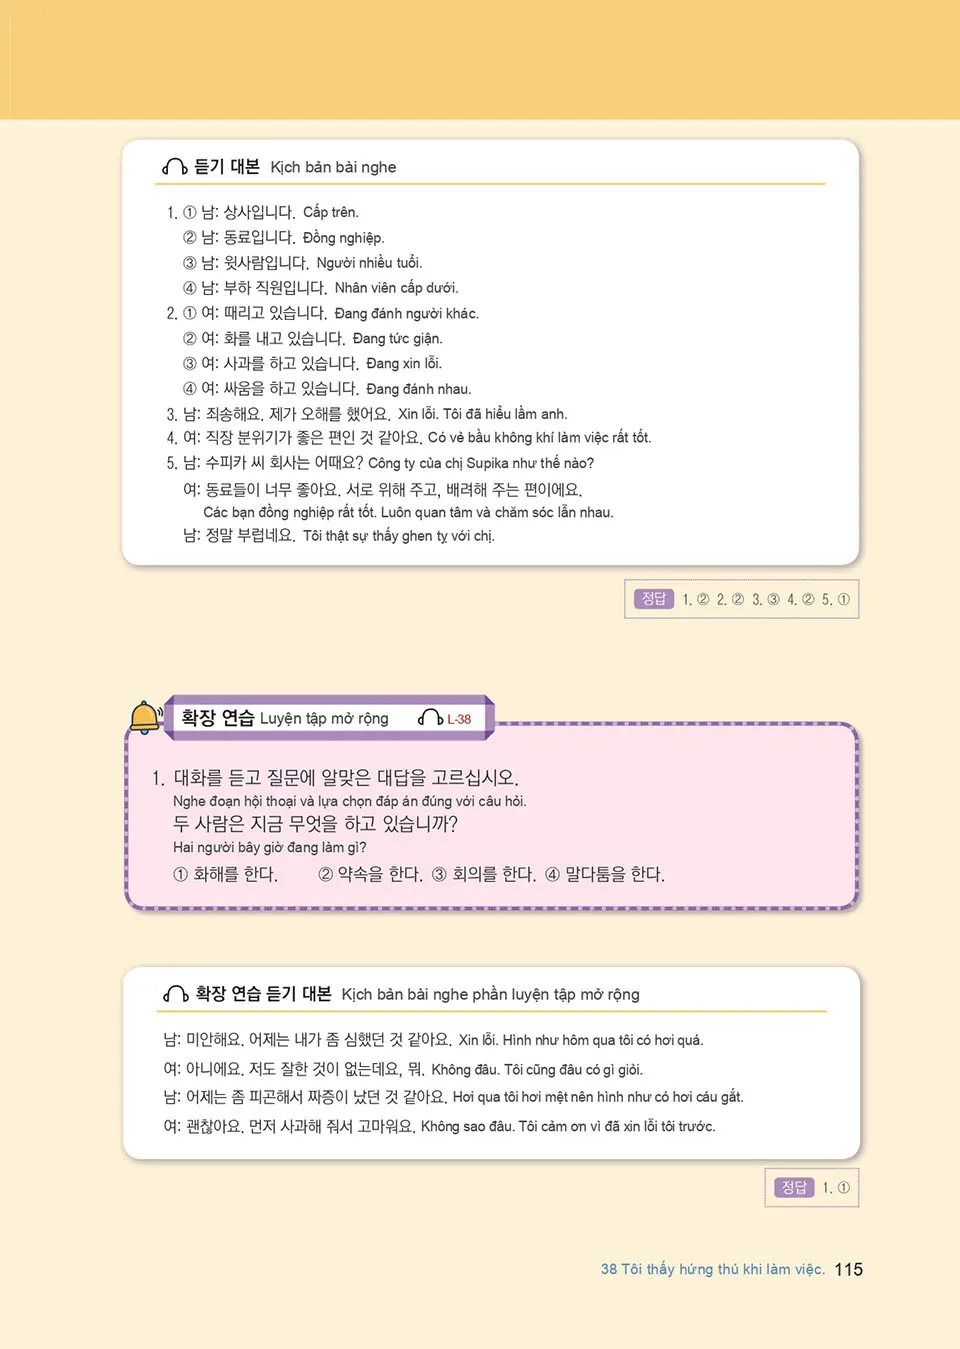 듣기 대본 Kịch bản bài nghe
1. ① 남: 상사입니다. Cấp trên.
② 남: 동료입니다. Đồng nghiệp.
③ 남: 윗사람입니다. Người nhiều tuổi.
④ 남: 부하 직원입니다. Nhân viên cấp dưới.
2. ① 여: 때리고 있습니다. Đang đánh người khác.
② 여: 화를 내고 있습니다. Đang tức giận.
③ 여: 사과를 하고 있습니다. Đang xin lỗi.
④ 여: 싸움을 하고 있습니다. Đang đánh nhau.
3. 남: 죄송해요. 제가 오해를 했어요. Xin lỗi. Tôi đã hiểu lầm anh.
4. 여: 직장 분위기가 좋은 편인 것 같아요. Có vẻ bầu không khí làm việc rất tốt.
5. 남: 수피카 씨 회사는 어때요? Công ty của chị Supika như thế nào?
여: 동료들이 너무 좋아요. 서로 위해 주고, 배려해 주는 편이에요.
Các bạn đồng nghiệp rất tốt. Luôn quan tâm và chăm sóc lẫn nhau.
남: 정말 부럽네요. Tôi thật sự thấy ghen tỵ với chị.
정답 1. ② 2. ② 3. ③ 4. ② 5. ①
확장 연습 Luyện tập mở rộng L-38
1. 대화를 듣고 질문에 알맞은 대답을 고르십시오.
Nghe đoạn hội thoại và lựa chọn đáp án đúng với câu hỏi.
두 사람은 지금 무엇을 하고 있습니까?
Hai người bây giờ đang làm gì?
① 화해를 한다. ② 약속을 한다. ③ 회의를 한다. ④ 말다툼을 한다.
확장 연습 듣기 대본 Kịch bản bài nghe phần luyện tập mở rộng
남: 미안해요. 어제는 내가 좀 심했던 것 같아요. Xin lỗi. Hình như hôm qua tôi có hơi quá.
여: 아니에요. 저도 잘한 것이 없는데요, 뭐. Không đâu. Tôi cũng đâu có gì giỏi.
남: 어제는 좀 피곤해서 짜증이 났던 것 같아요. Hơi qua tôi hơi mệt nên hình như có hơi cáu gắt.
여: 괜찮아요. 먼저 사과해 줘서 고마워요. Không sao đâu. Tôi cảm ơn vì đã xin lỗi tôi trước.
정답 1. ①
38 Tôi thấy hứng thú khi làm việc. 115